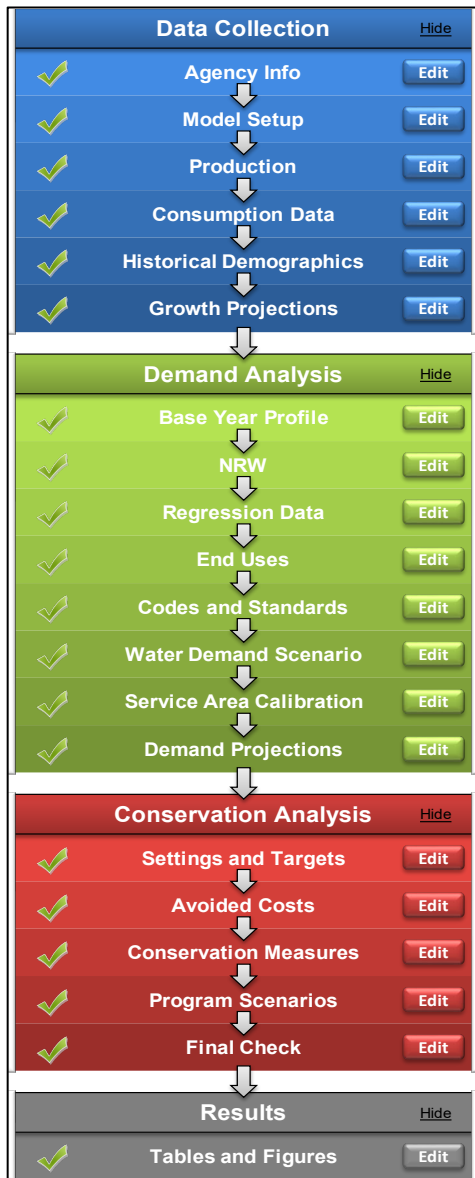 Data Collection Hide
Agency Info Edit
Model Setup Edit
Production Edit
Consumption Data Edit
Historical Demographics Edit
Growth Projections Edit
Demand Analysis Hide
Base Year Profile Edit
NRW Edit
Regression Data Edit
End Uses Edit
Codes and Standards Edit
Water Demand Scenario Edit
Service Area Calibration Edit
Demand Projections Edit
Conservation Analysis Hide
Settings and Targets Edit
Avoided Costs Edit
Conservation Measures Edit
Program Scenarios Edit
Final Check Edit
Results Hide
Tables and Figures Edit